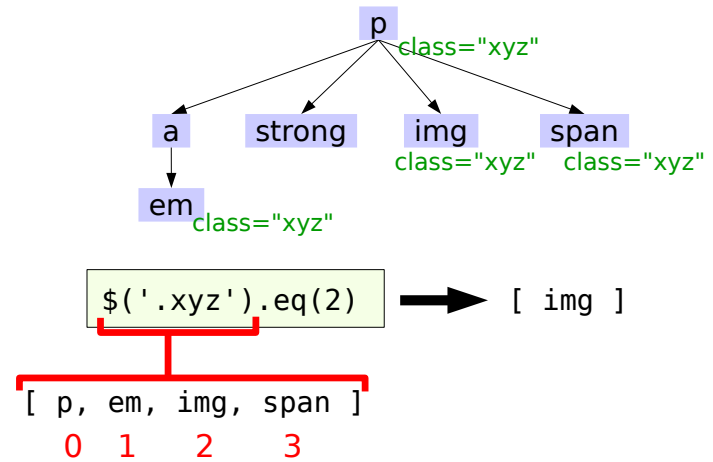 p
class="xyz"
a strong img span
class="xyz" class="xyz"
em
class="xyz"
$('.xyz').eq(2) [ img ]
[ p, em, img, span ]
0 1 2 3